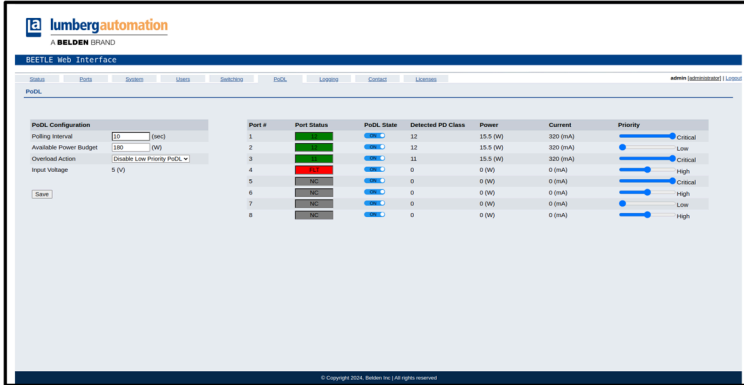 lumbergautomation
A BELDEN BRAND
BEETLE Web Interface
Status Ports System Users Switching PoDL Logging Contact Licenses admin [administrator] | Logout
PoDL
PoDL Configuration
Polling Interval 10 (sec)
Available Power Budget 180 (W)
Overload Action Disable Low Priority PoDL
Input Voltage 5 (V)
Save
Port # Port Status PoDL State Detected PD Class Power Current Priority
1 ON 12 15.5 (W) 320 (mA) Critical
2 12 ON 12 15.5 (W) 320 (mA) Low
3 11 ON 11 15.5 (W) 320 (mA) Critical
4 FLT ON 0 0 (W) 0 (mA) High
5 NC ON 0 0 (W) 0 (mA) Critical
6 NC ON 0 0 (W) 0 (mA) High
7 NC ON 0 0 (W) 0 (mA) Low
8 NC ON 0 0 (W) 0 (mA) High
© Copyright 2024, Belden Inc | All rights reserved